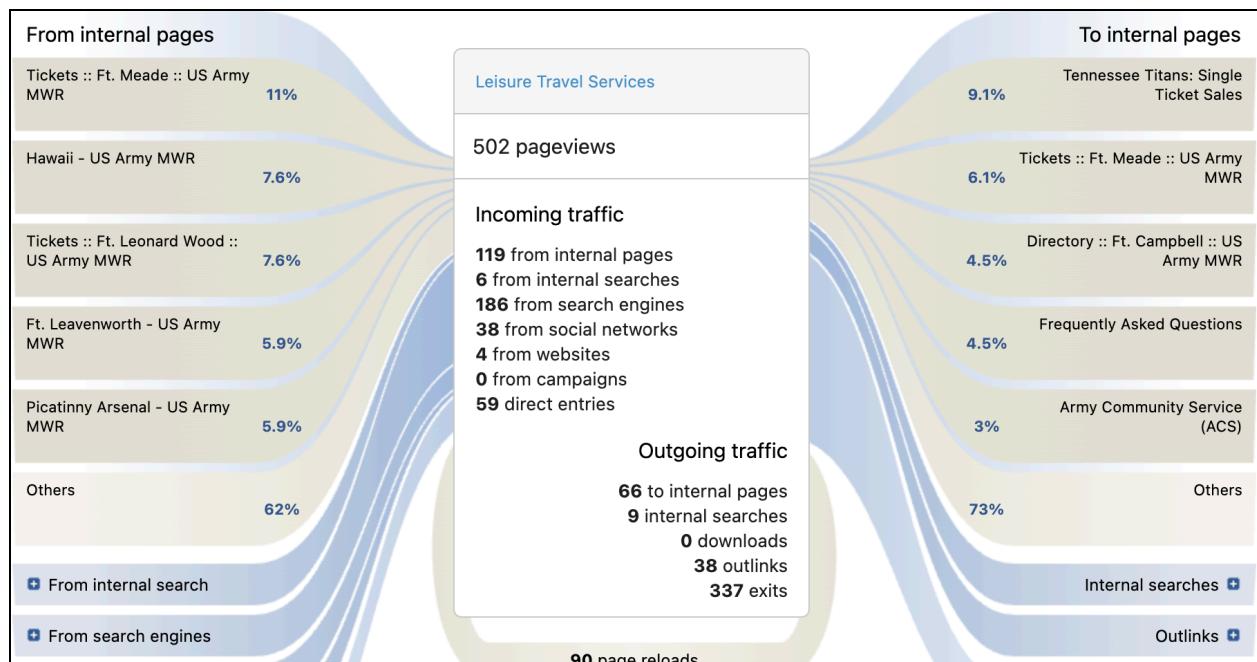 From internal pages
Tickets :: Ft. Meade :: US Army
MWR
11%
Hawaii - US Army MWR
7.6%
Tickets :: Ft. Leonard Wood ::
US Army MWR
7.6%
Ft. Leavenworth - US Army
MWR
5.9%
Picatinny Arsenal - US Army
MWR
5.9%
Others
62%
From internal search
From search engines
Leisure Travel Services
502 pageviews
Incoming traffic
119 from internal pages
6 from internal searches
186 from search engines
38 from social networks
4 from websites
0 from campaigns
59 direct entries
Outgoing traffic
66 to internal pages
9 internal searches
0 downloads
38 outlinks
337 exits
90 page reloads
To internal pages
Tennessee Titans: Single
Ticket Sales
9.1%
Tickets :: Ft. Meade :: US Army
MWR
6.1%
Directory :: Ft. Campbell :: US
Army MWR
4.5%
Frequently Asked Questions
4.5%
Army Community Service
(ACS)
3%
Others
73%
Internal searches
Outlinks